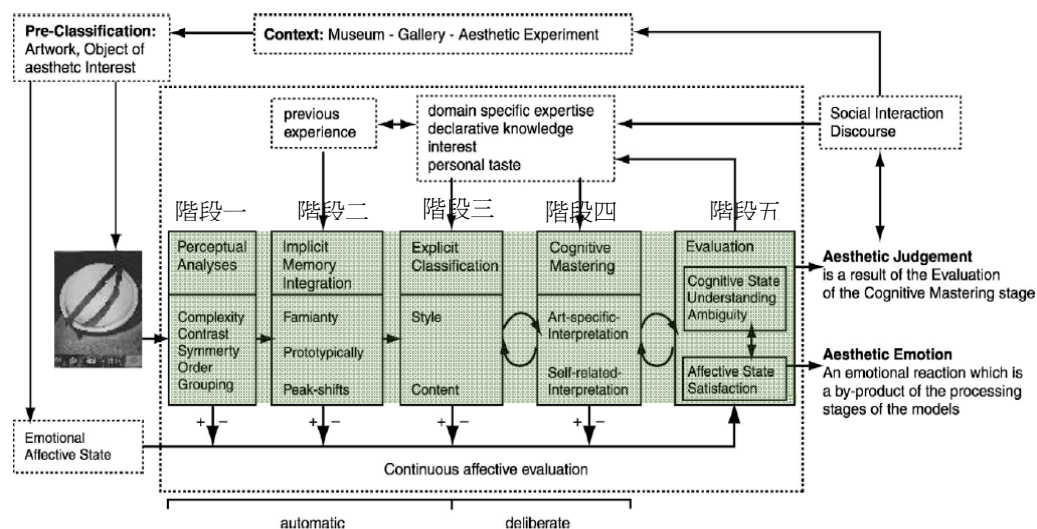 Pre-Classification:
Artwork, Object of
aesthetc Interest
Context: Museum - Gallery - Aesthetic Experiment
previous
experience
domain specific expertise
declarative knowledge
interest
personal taste
Social Interaction
Discourse
階段一
階段二
階段三
階段四
階段五
Perceptual
Analyses
Implicit
Memory
Integration
Explicit
Classification
Cognitive
Mastering
Evaluation
Complexity
Contrast
Symmerty
Order
Grouping
Famianty
Prototypically
Peak-shifts
Style
Content
Art-specific-
Interpretation
Self-related-
Interpretation
Cognitive State
Understanding
Ambiguity
Affective State
Satisfaction
Aesthetic Judgement
is a result of the Evaluation
of the Cognitive Mastering stage
Aesthetic Emotion
An emotional reaction which is
a by-product of the processing
stages of the models
+ −
+ −
+ −
+ −
Emotional
Affective State
Continuous affective evaluation
automatic
deliberate